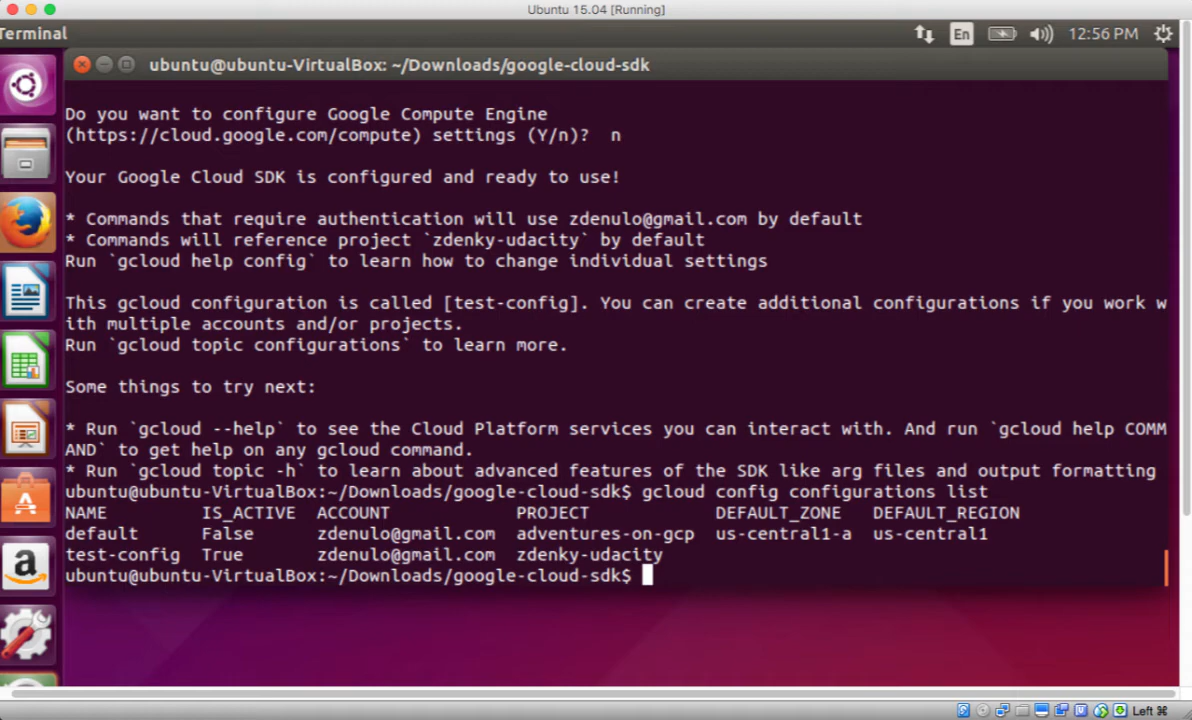 Ubuntu 15.04 [Running]
Terminal
En
12:56 PM
ubuntu@ubuntu-VirtualBox: ~/Downloads/google-cloud-sdk
Do you want to configure Google Compute Engine
(https://cloud.google.com/compute) settings (Y/n)?  n
Your Google Cloud SDK is configured and ready to use!
* Commands that require authentication will use zdenulo@gmail.com by default
* Commands will reference project `zdenky-udacity` by default
Run `gcloud help config` to learn how to change individual settings
This gcloud configuration is called [test-config]. You can create additional configurations if you work w
ith multiple accounts and/or projects.
Run `gcloud topic configurations` to learn more.
Some things to try next:
* Run `gcloud --help` to see the Cloud Platform services you can interact with. And run `gcloud help COMM
AND` to get help on any gcloud command.
* Run `gcloud topic -h` to learn about advanced features of the SDK like arg files and output formatting
ubuntu@ubuntu-VirtualBox:~/Downloads/google-cloud-sdk$ gcloud config configurations list
NAME         IS_ACTIVE  ACCOUNT            PROJECT            DEFAULT_ZONE   DEFAULT_REGION
default      False      zdenulo@gmail.com  adventures-on-gcp  us-central1-a  us-central1
test-config  True       zdenulo@gmail.com  zdenky-udacity
ubuntu@ubuntu-VirtualBox:~/Downloads/google-cloud-sdk$
Left ⌘